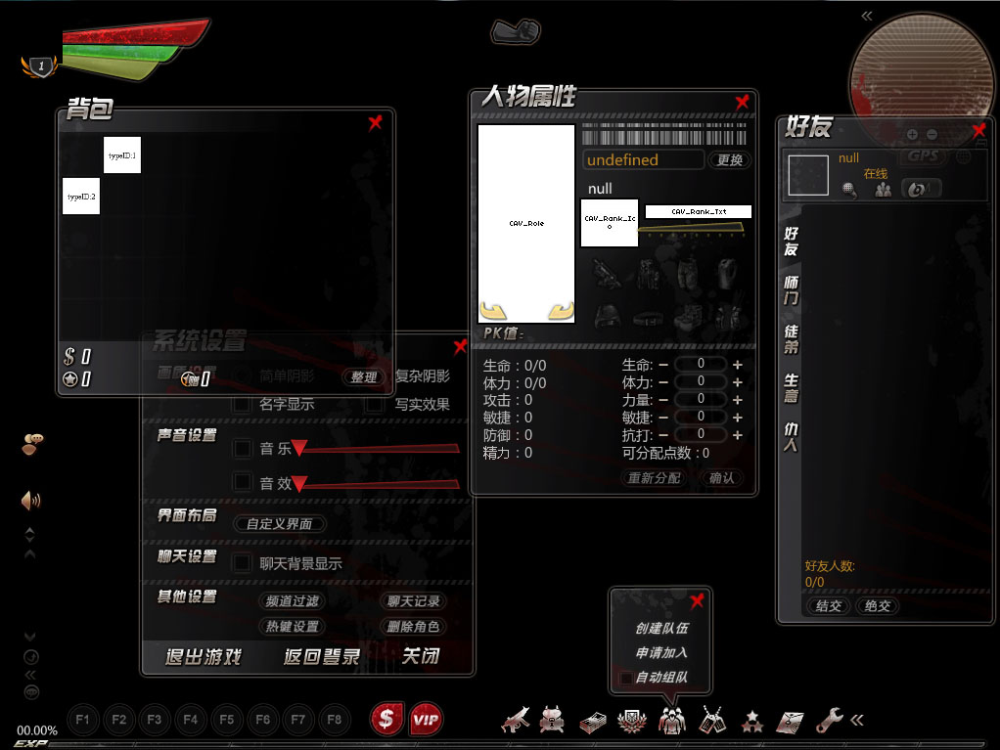 1
背包
typeID:1
typeID:2
$ 0
0
赠 0
整理
系统设置
画质设置
简单阴影
复杂阴影
名字显示
写实效果
声音设置
音 乐
音 效
界面布局
自定义界面
聊天设置
聊天背景显示
其他设置
频道过滤
聊天记录
热键设置
删除角色
退出游戏
返回登录
关闭
人物属性
undefined
更换
null
CAV_Role
CAV_Rank_Ic
o
CAV_Rank_Txt
PK值:
生命 : 0/0
体力 : 0/0
攻击 : 0
敏捷 : 0
防御 : 0
精力 : 0
生命: − 0 +
体力: − 0 +
力量: − 0 +
敏捷: − 0 +
抗打: − 0 +
可分配点数 : 0
重新分配
确认
好友
null
GPS
在线
好友
师门
徒弟
生意
仇人
好友人数:
0/0
结交
绝交
创建队伍
申请加入
自动组队
F1
F2
F3
F4
F5
F6
F7
F8
$
VIP
00.00%
EXP